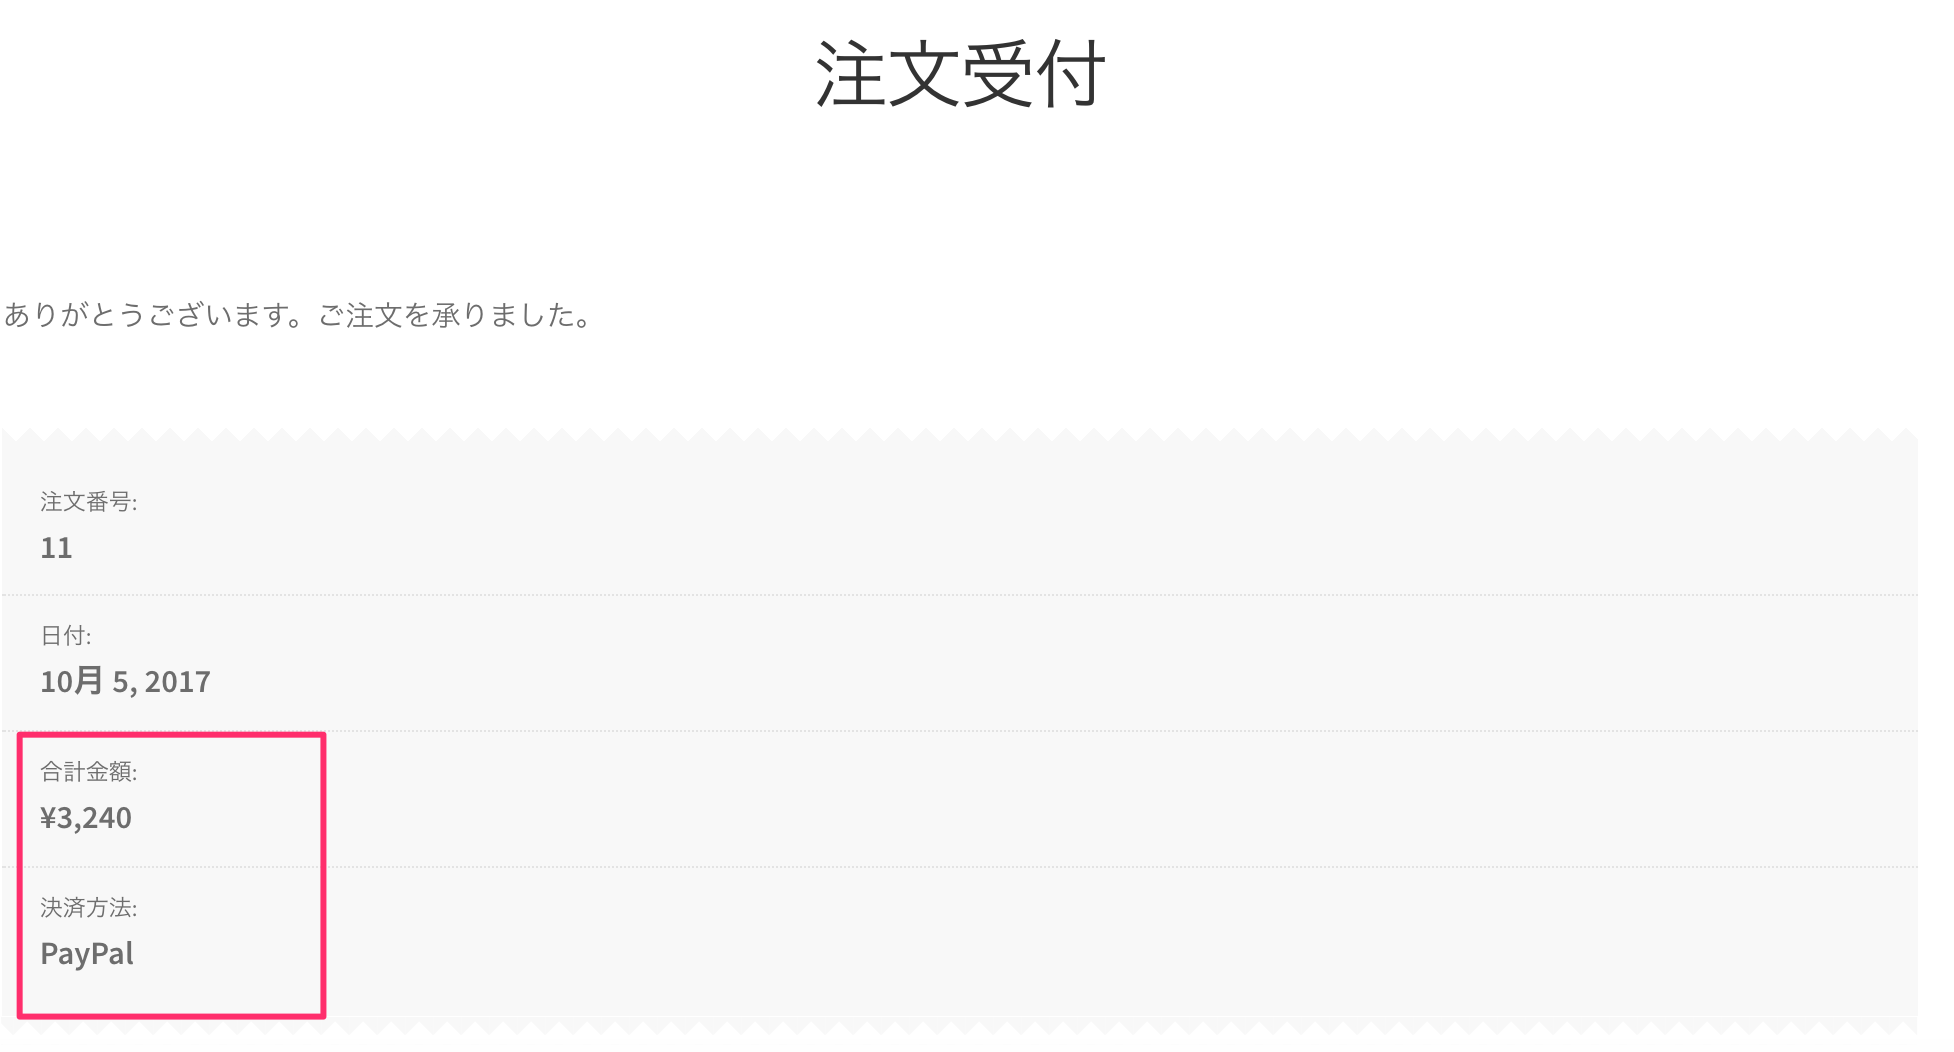 注文受付
ありがとうございます。ご注文を承りました。
注文番号:
11
日付:
10月 5, 2017
合計金額:
¥3,240
決済方法:
PayPal